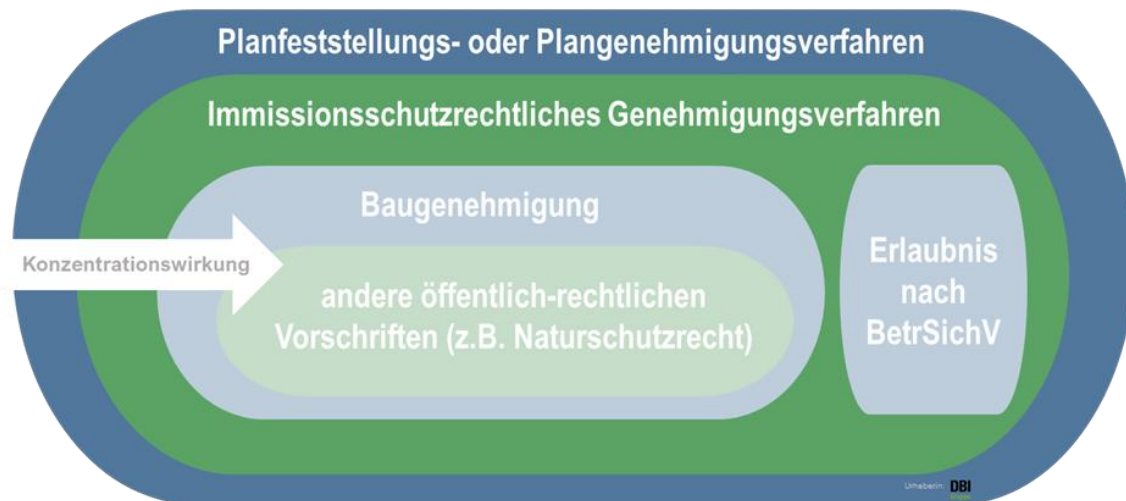 Planfeststellungs- oder Plangenehmigungsverfahren
Immissionsschutzrechtliches Genehmigungsverfahren
Baugenehmigung
Konzentrationswirkung
andere öffentlich-rechtlichen
Vorschriften (z.B. Naturschutzrecht)
Erlaubnis
nach
BetrSichV
Urheberin: DBI